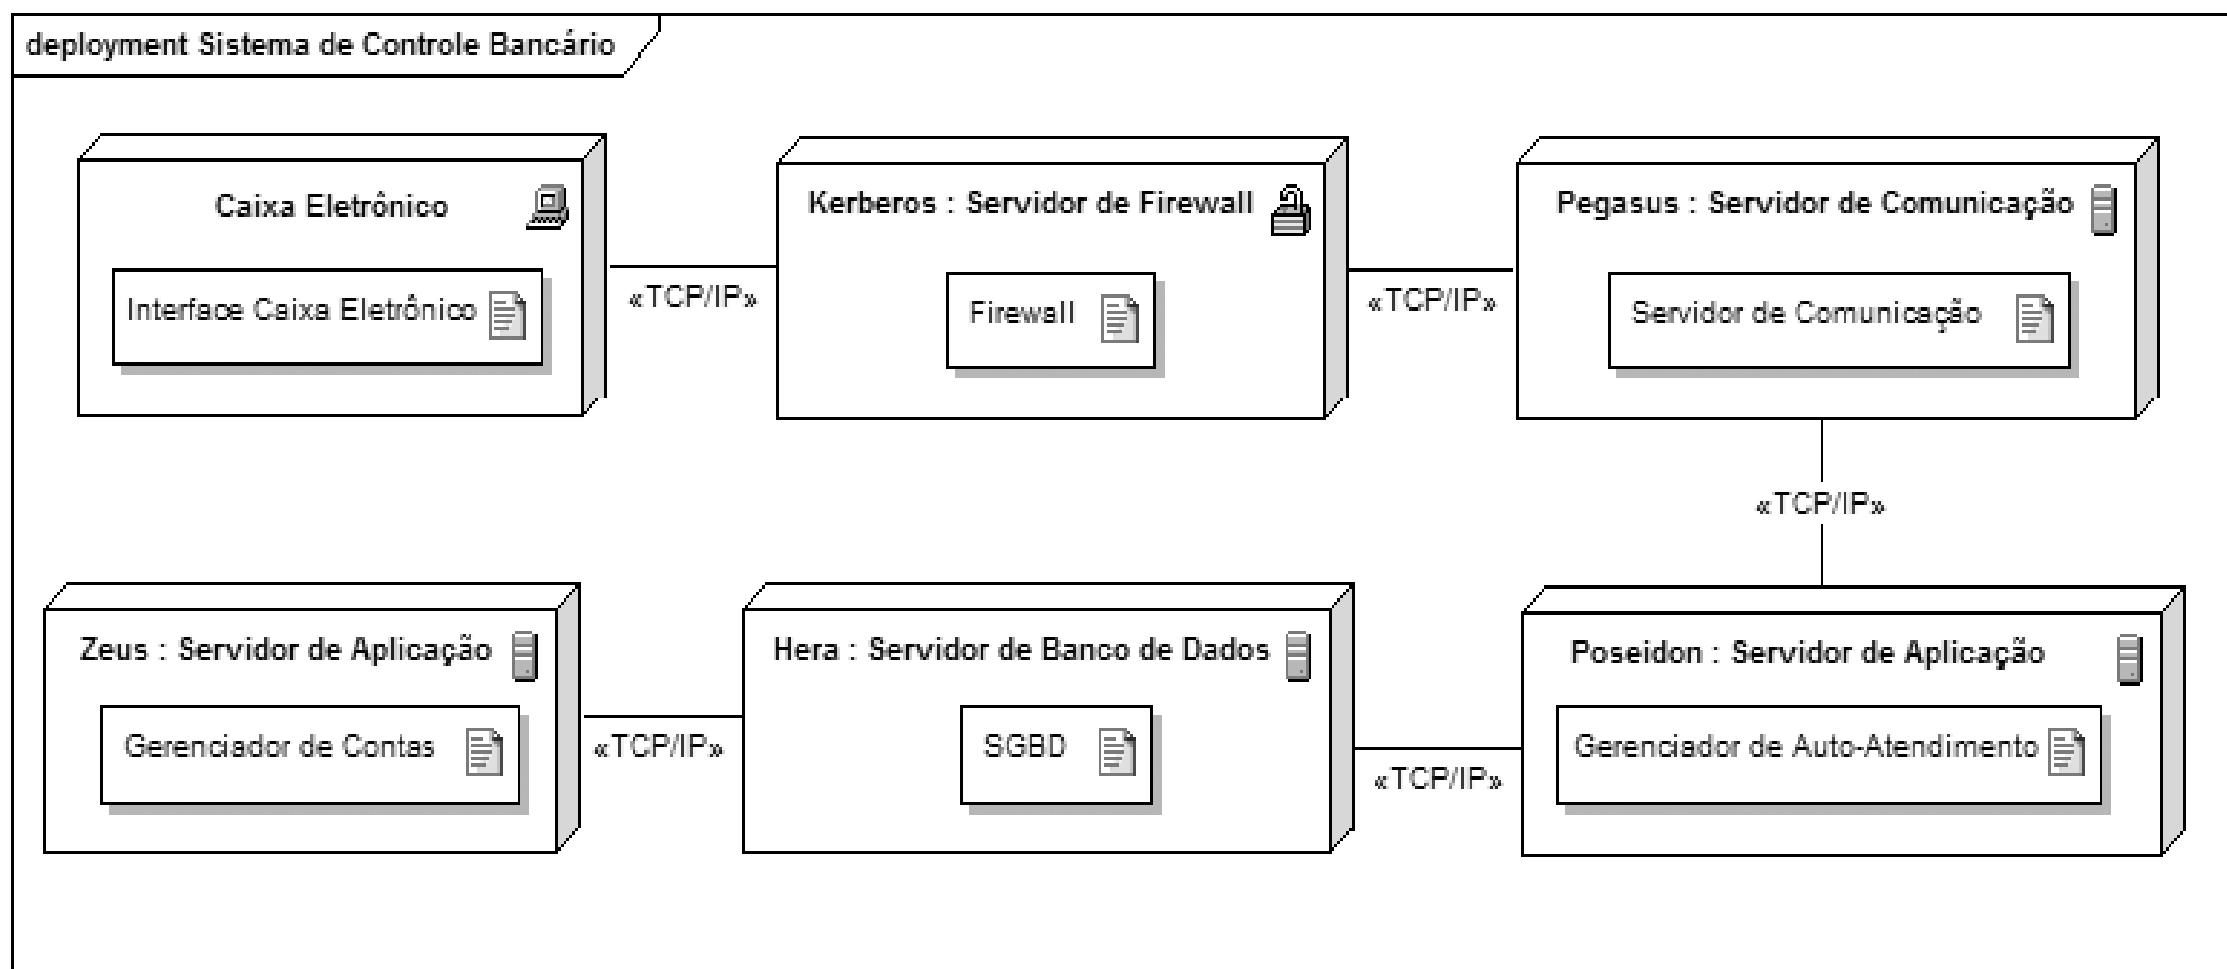 deployment Sistema de Controle Bancário
Caixa Eletrônico
Interface Caixa Eletrônico
«TCP/IP»
Kerberos : Servidor de Firewall
Firewall
«TCP/IP»
Pegasus : Servidor de Comunicação
Servidor de Comunicação
«TCP/IP»
Zeus : Servidor de Aplicação
Gerenciador de Contas
«TCP/IP»
Hera : Servidor de Banco de Dados
SGBD
«TCP/IP»
Poseidon : Servidor de Aplicação
Gerenciador de Auto-Atendimento